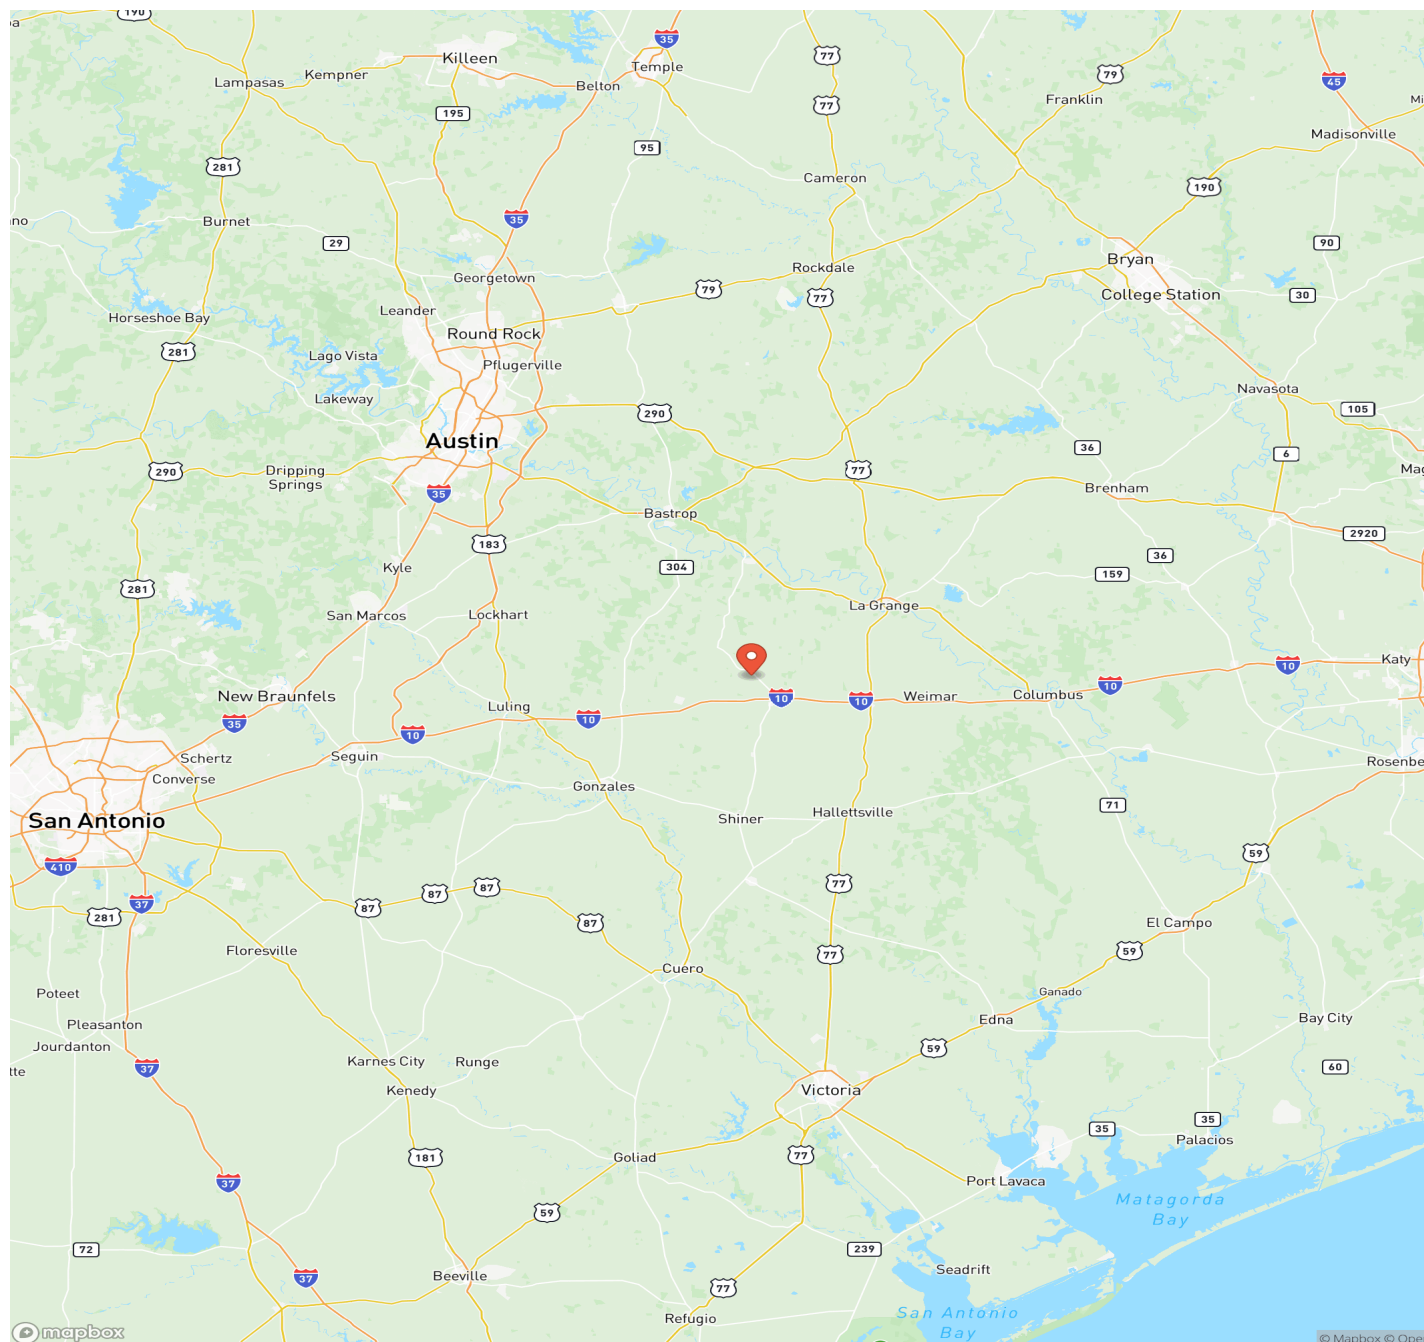 190
35
Killeen
77
Temple
Kempner
Lampasas
Belton
79
45
Franklin
77
195
Madisonville
95
281
Cameron
190
Burnet
35
29
90
Bryan
Rockdale
Georgetown
79
77
College Station
30
Leander
Horseshoe Bay
Round Rock
281
Lago Vista
Pflugerville
Navasota
Lakeway
290
105
Austin
36
6
290
Dripping
Springs
77
35
Brenham
Bastrop
2920
183
36
304
Kyle
159
281
San Marcos
Lockhart
La Grange
10
Katy
10
New Braunfels
10
10
Weimar
Columbus
Luling
35
10
10
Schertz
Seguin
Rosenbe
Converse
Gonzales
71
San Antonio
Shiner
Hallettsville
59
410
77
87
87
37
87
281
87
El Campo
Floresville
59
77
Cuero
Poteet
Ganado
Pleasanton
Edna
Bay City
Jourdanton
59
Karnes City
Runge
37
60
tte
Kenedy
Victoria
35
35
Palacios
77
181
Goliad
37
Port Lavaca
Matagorda
Bay
59
72
239
Seadrift
37
Beeville
77
San Antonio
Bay
Refugio
mapbox
© Mapbox © Ope